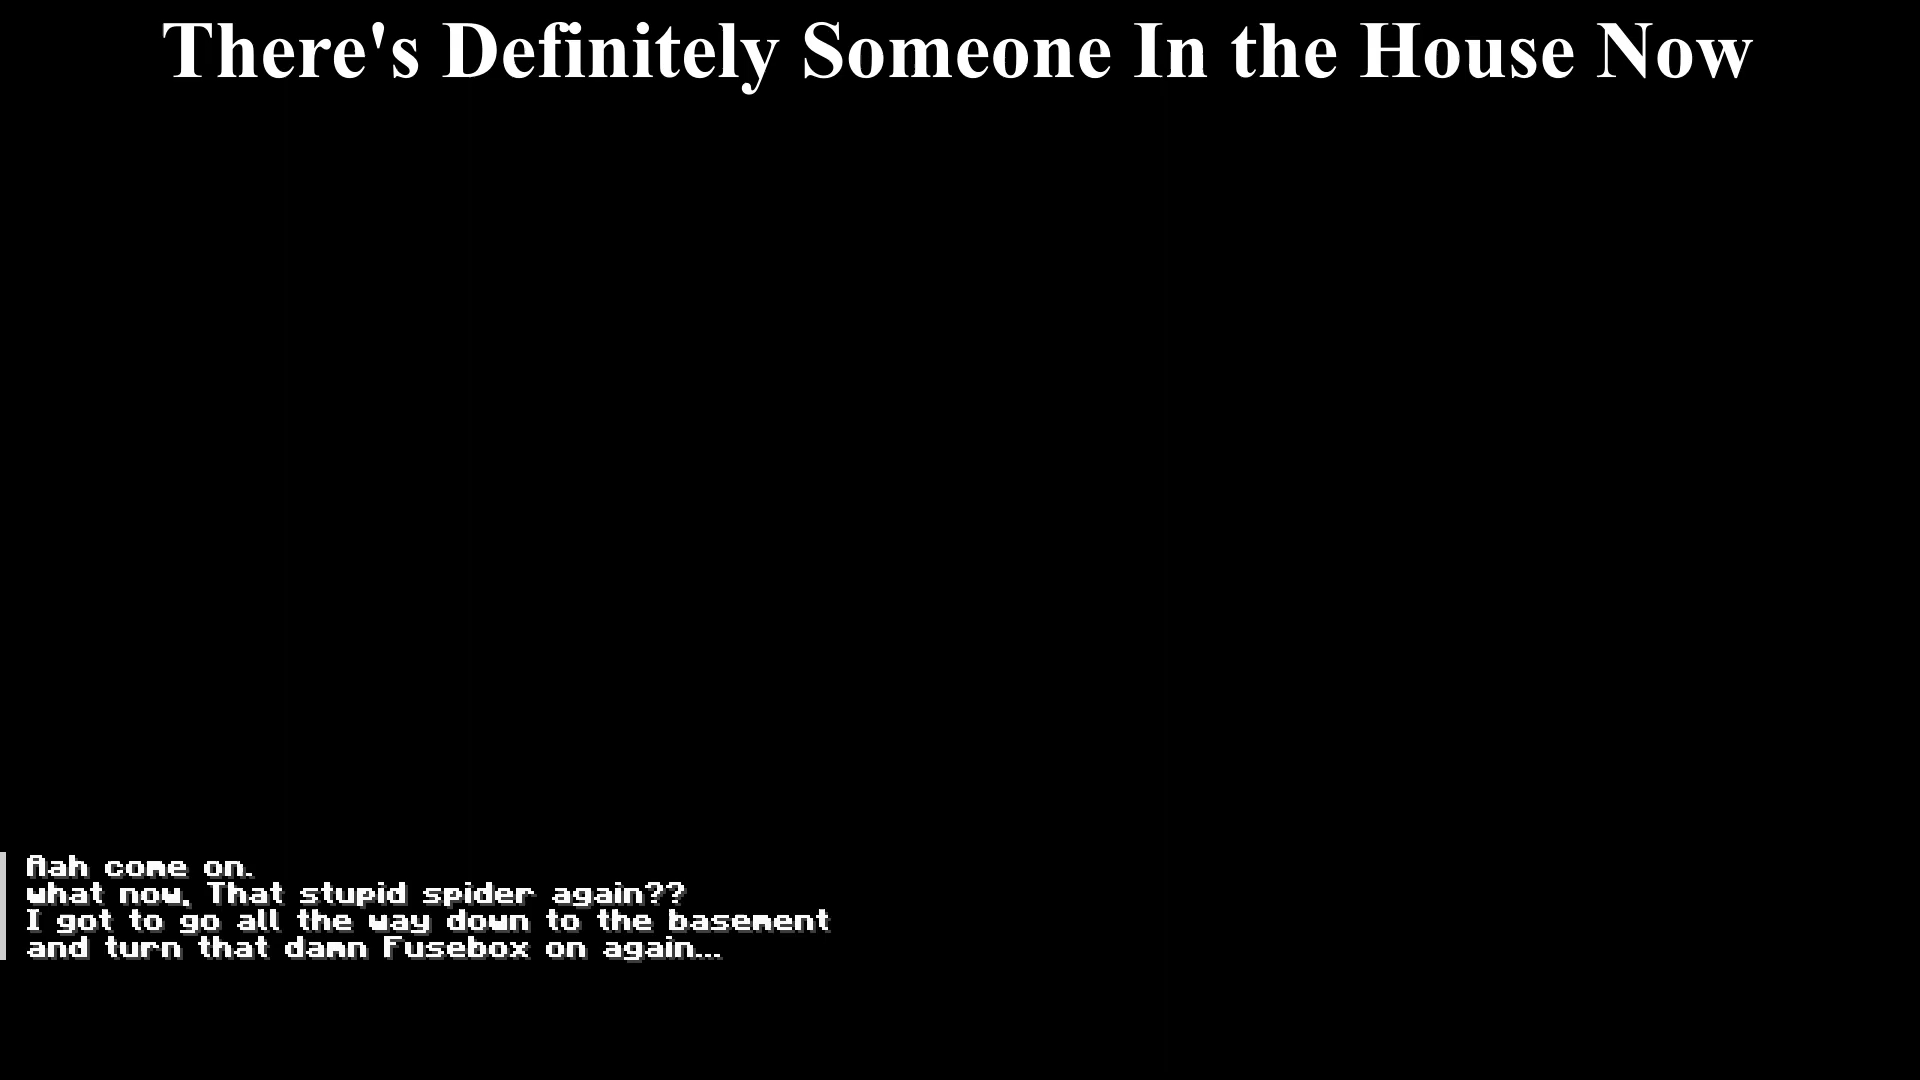 There's Definitely Someone In the House Now
Aah come on.
what now, That stupid spider again??
I got to go all the way down to the basement
and turn that damn Fusebox on again...